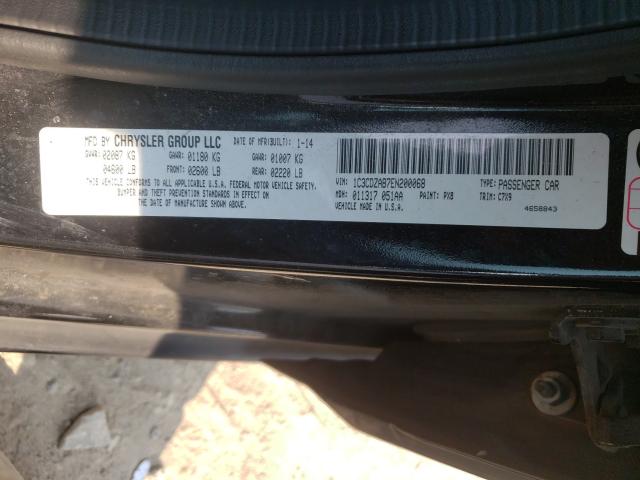 MFD BY CHRYSLER GROUP LLC DATE OF MFR(BUILT): 1-14
GVWR: 02087 KG GAWR: 01180 KG GAWR: 01007 KG
04600 LB FRONT: 02600 LB REAR: 02220 LB
THIS VEHICLE CONFORMS TO ALL APPLICABLE U.S.A. FEDERAL MOTOR VEHICLE SAFETY,
BUMPER AND THEFT PREVENTION STANDARDS IN EFFECT ON THE
DATE OF MANUFACTURE SHOWN ABOVE.
VIN: 1C3CDZAB7EN200068 TYPE: PASSENGER CAR
MDH: 011317 051AA PAINT: PX8 TRIM: C7X9
VEHICLE MADE IN U.S.A. 4658843